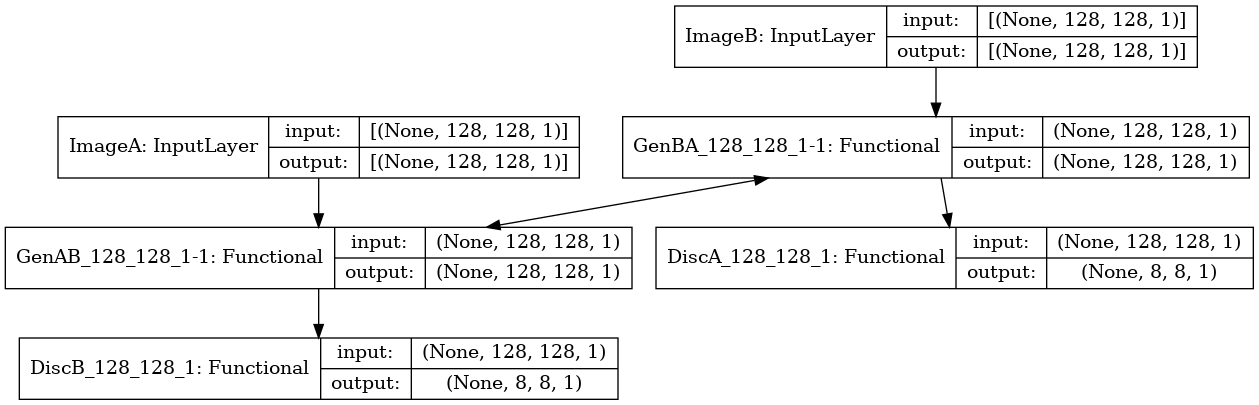 ImageB: InputLayer
input:
[(None, 128, 128, 1)]
output:
[(None, 128, 128, 1)]
ImageA: InputLayer
input:
[(None, 128, 128, 1)]
output:
[(None, 128, 128, 1)]
GenBA_128_128_1-1: Functional
input:
(None, 128, 128, 1)
output:
(None, 128, 128, 1)
GenAB_128_128_1-1: Functional
input:
(None, 128, 128, 1)
output:
(None, 128, 128, 1)
DiscA_128_128_1: Functional
input:
(None, 128, 128, 1)
output:
(None, 8, 8, 1)
DiscB_128_128_1: Functional
input:
(None, 128, 128, 1)
output:
(None, 8, 8, 1)